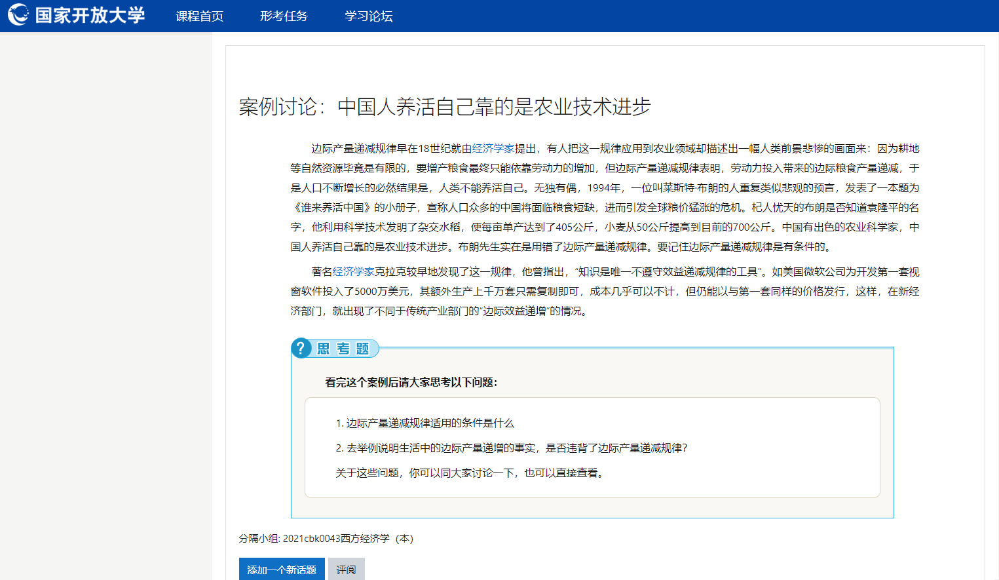 国家开放大学
课程首页
形考任务
学习论坛
案例讨论：中国人养活自己靠的是农业技术进步
边际产量递减规律早在18世纪就由经济学家提出，有人把这一规律应用到农业领域却描述出一幅人类前景悲惨的画面来：因为耕地
等自然资源毕竟是有限的，要增产粮食最终只能依靠劳动力的增加，但边际产量递减规律表明，劳动力投入带来的边际粮食产量递减，于
是人口不断增长的必然结果是，人类不能养活自己。无独有偶，1994年，一位叫莱斯特·布朗的人重复类似悲观的预言，发表了一本题为
《谁来养活中国》的小册子，宣称人口众多的中国将面临粮食短缺，进而引发全球粮价猛涨的危机。杞人忧天的布朗是否知道袁隆平的名
字，他利用科学技术发明了杂交水稻，使每亩单产达到了405公斤，小麦从50公斤提高到目前的700公斤。中国有出色的农业科学家，中
国人养活自己靠的是农业技术进步。布朗先生实在是用错了边际产量递减规律。要记住边际产量递减规律是有条件的。
著名经济学家克拉克较早地发现了这一规律，他曾指出，“知识是唯一不遵守效益递减规律的工具”。如美国微软公司为开发第一套视
窗软件投入了5000万美元，其额外生产上千万套只需复制即可，成本几乎可以不计，但仍能以与第一套同样的价格发行，这样，在新经
济部门，就出现了不同于传统产业部门的“边际效益递增”的情况。
? 思考题
看完这个案例后请大家思考以下问题：
1. 边际产量递减规律适用的条件是什么
2. 去举例说明生活中的边际产量递增的事实，是否违背了边际产量递减规律？
关于这些问题，你可以同大家讨论一下，也可以直接查看。
分隔小组: 2021cbk0043西方经济学（本）
添加一个新话题
评阅